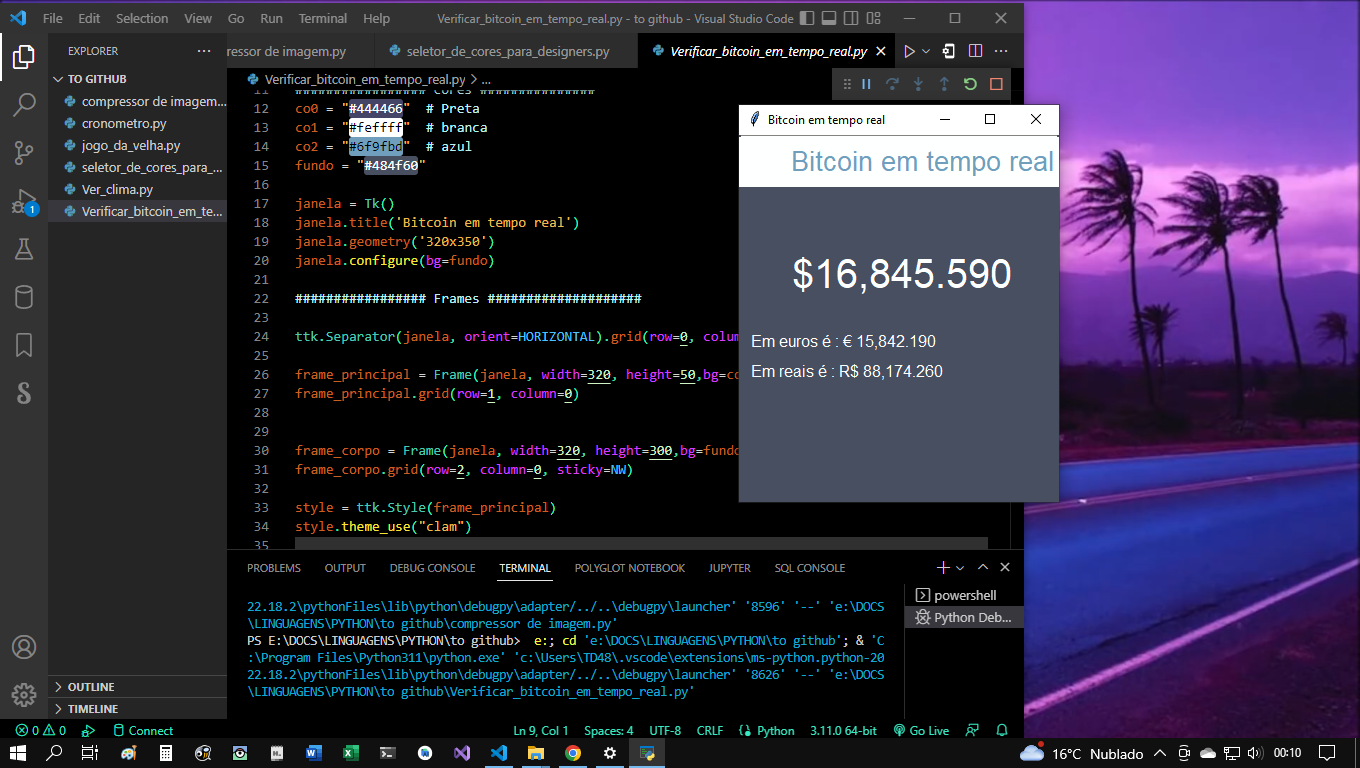 File Edit Selection View Go Run Terminal Help Verificar_bitcoin_em_tempo_real.py - to github - Visual Studio Code
EXPLORER
TO GITHUB
compressor de imagem...
cronometro.py
jogo_da_velha.py
seletor_de_cores_para_...
Ver_clima.py
Verificar_bitcoin_em_te...
1
OUTLINE
TIMELINE
ressor de imagem.py seletor_de_cores_para_designers.py Verificar_bitcoin_em_tempo_real.py
Verificar_bitcoin_em_tempo_real.py > ...
11 ################# Cores ###############
12 co0 = "#444466" # Preta
13 co1 = "#feffff" # branca
14 co2 = "#6f9fbd" # azul
15 fundo = "#484f60"
16
17 janela = Tk()
18 janela.title('Bitcoin em tempo real')
19 janela.geometry('320x350')
20 janela.configure(bg=fundo)
21
22 ################# Frames ####################
23
24 ttk.Separator(janela, orient=HORIZONTAL).grid(row=0, colum
25
26 frame_principal = Frame(janela, width=320, height=50,bg=co
27 frame_principal.grid(row=1, column=0)
28
29
30 frame_corpo = Frame(janela, width=320, height=300,bg=fundo
31 frame_corpo.grid(row=2, column=0, sticky=NW)
32
33 style = ttk.Style(frame_principal)
34 style.theme_use("clam")
35
Bitcoin em tempo real
Bitcoin em tempo real
$16,845.590
Em euros é : € 15,842.190
Em reais é : R$ 88,174.260
PROBLEMS OUTPUT DEBUG CONSOLE TERMINAL POLYGLOT NOTEBOOK JUPYTER SQL CONSOLE
22.18.2\pythonFiles\lib\python\debugpy\adapter/../..\debugpy\launcher' '8596' '--' 'e:\DOCS
\LINGUAGENS\PYTHON\to github\compressor de imagem.py'
PS E:\DOCS\LINGUAGENS\PYTHON\to github> e:; cd 'e:\DOCS\LINGUAGENS\PYTHON\to github'; & 'C
:\Program Files\Python311\python.exe' 'c:\Users\TD48\.vscode\extensions\ms-python.python-20
22.18.2\pythonFiles\lib\python\debugpy\adapter/../..\debugpy\launcher' '8626' '--' 'e:\DOCS
\LINGUAGENS\PYTHON\to github\Verificar_bitcoin_em_tempo_real.py'
powershell
Python Deb...
0 0 Connect Ln 9, Col 1 Spaces: 4 UTF-8 CRLF Python 3.11.0 64-bit Go Live
16°C Nublado 00:10